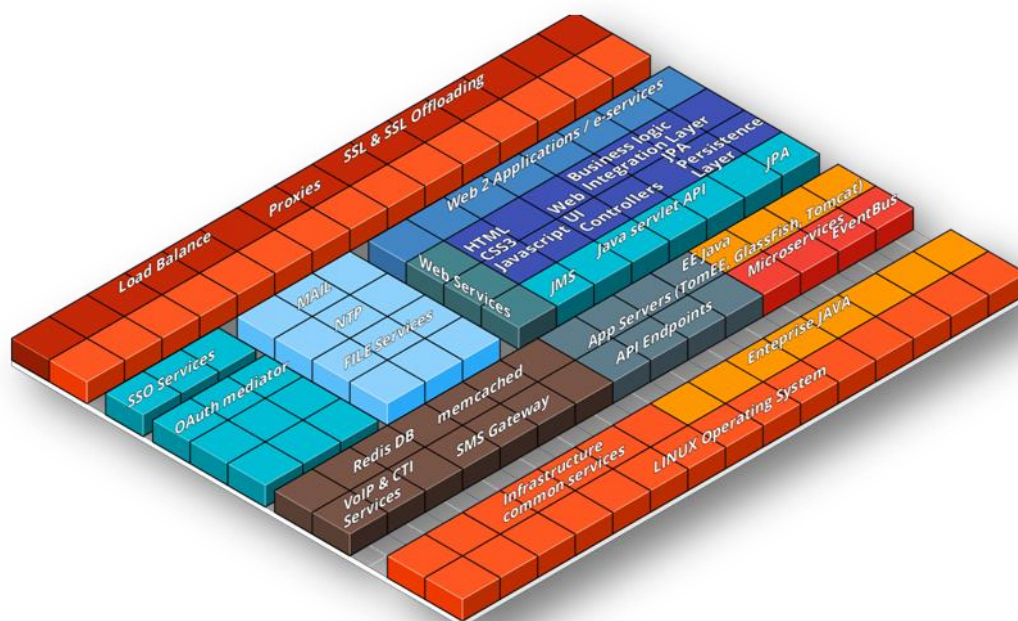 SSL & SSL Offloading
Proxies
Load Balance
Web 2 Applications / e-services
Business logic
Web Integration Layer
JPA
Persistence
Layer
HTML
CSS3
Javascript UI
Controllers
Java servlet API
JPA
JMS
Web Services
MAIL
NTP
FILE Services
SSO Services
OAuth mediator
EE Java
App Servers (TomEE, GlassFish, Tomcat)
Microservices
EventBus
API Endpoints
memcached
Redis DB
SMS Gateway
VoIP & CTI
Services
Enteprise JAVA
LINUX Operating System
Infrastructure
common services